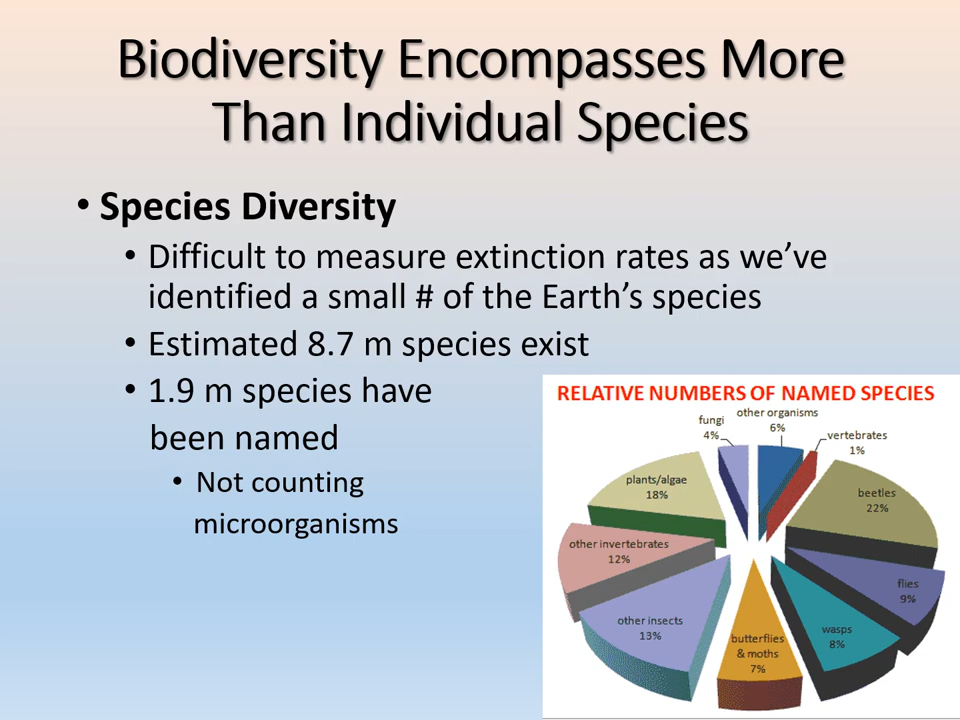 Biodiversity Encompasses More
Than Individual Species
• Species Diversity
• Difficult to measure extinction rates as we’ve
identified a small # of the Earth’s species
• Estimated 8.7 m species exist
• 1.9 m species have
been named
• Not counting
microorganisms
RELATIVE NUMBERS OF NAMED SPECIES
fungi
4%
other organisms
6%
vertebrates
1%
beetles
22%
flies
9%
wasps
8%
butterflies
& moths
7%
other insects
13%
other invertebrates
12%
plants/algae
18%